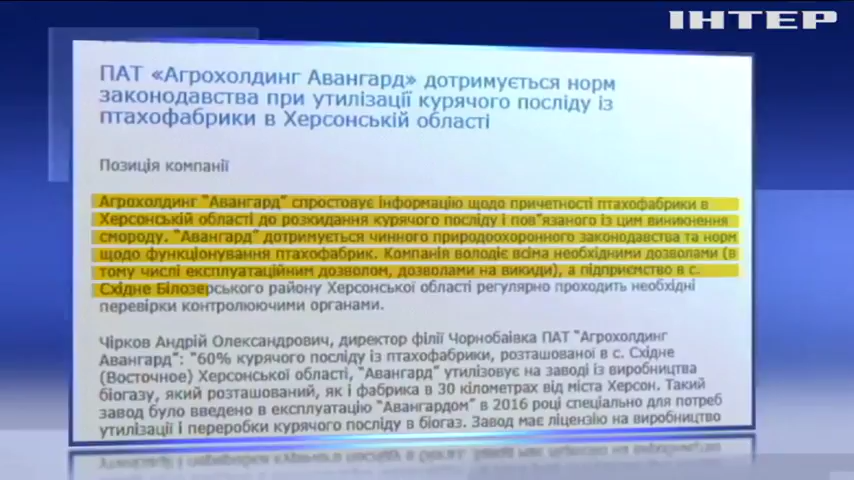 ІНТЕР
ПАТ «Агрохолдинг Авангард» дотримується норм
законодавства при утилізації курячого посліду із
птахофабрики в Херсонській області
Позиція компанії
Агрохолдинг "Авангард" спростовує інформацію щодо причетності птахофабрики в
Херсонській області до розкидання курячого посліду і пов"язаного із цим виникнення
смороду. "Авангард" дотримується чинного природоохоронного законодавства та норм
щодо функціонування птахофабрик. Компанія володіє всіма необхідними дозволами (в
тому числі експлуатаційним дозволом, дозволами на викиди), а підприємство в с.
Східне Білозерського району Херсонської області регулярно проходить необхідні
перевірки контролюючими органами.
Чірков Андрій Олександрович, директор філії Чорнобаївка ПАТ "Агрохолдинг
Авангард": "60% курячого посліду із птахофабрики, розташованої в с. Східне
(Восточное) Херсонської області, "Авангард" утилізовує на заводі із виробництва
біогазу, який розташований, як і фабрика в 30 кілометрах від міста Херсон. Такий
завод було введено в експлуатацію "Авангардом" в 2016 році спеціально для потреб
утилізації і переробки курячого посліду в біогаз. Завод має ліцензію на виробництво